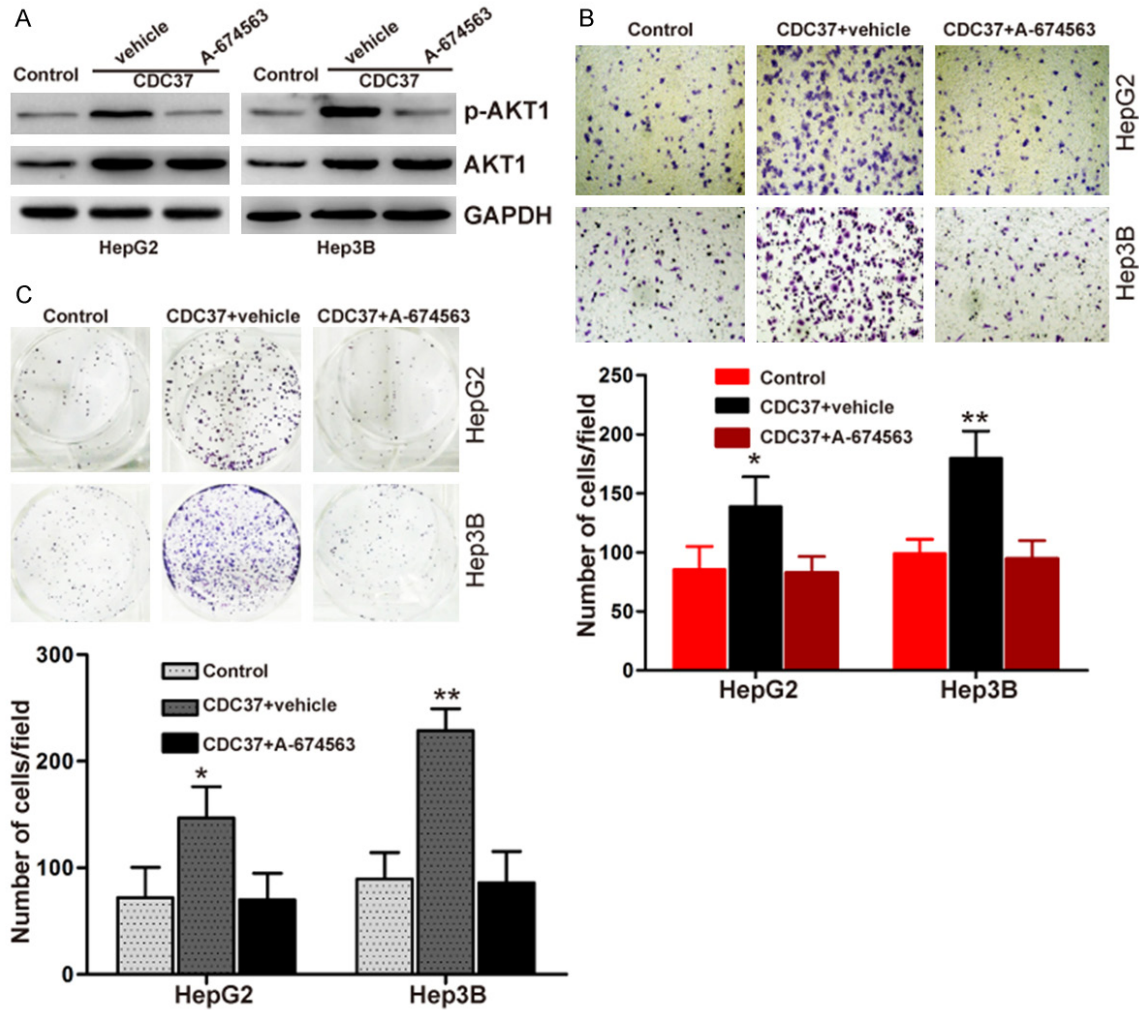 A
vehicle
A-674563
vehicle
A-674563
Control
CDC37
Control
CDC37
p-AKT1
AKT1
GAPDH
HepG2
Hep3B
B
Control
CDC37+vehicle
CDC37+A-674563
HepG2
Hep3B
250
200
150
100
50
0
Number of cells/field
Control
CDC37+vehicle
CDC37+A-674563
*
**
HepG2
Hep3B
C
Control
CDC37+vehicle
CDC37+A-674563
HepG2
Hep3B
300
200
100
0
Number of cells/field
Control
CDC37+vehicle
CDC37+A-674563
*
**
HepG2
Hep3B